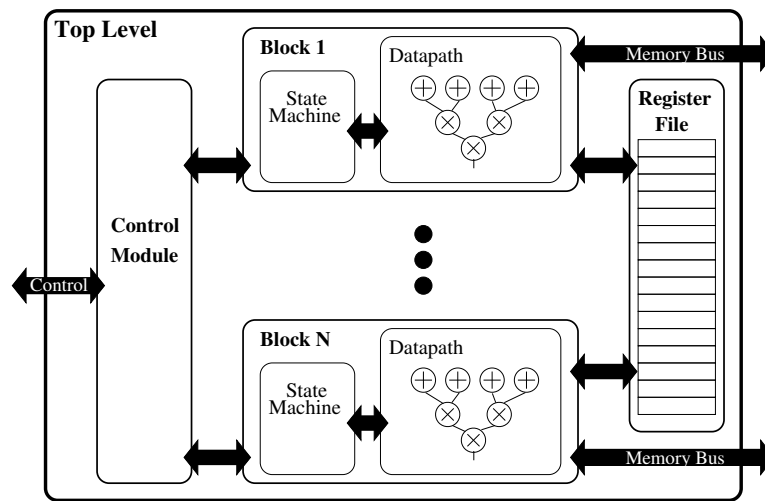 Top Level
Block 1
State
Machine
Datapath
Memory Bus
Register
File
Control
Module
Control
Block N
State
Machine
Datapath
Memory Bus